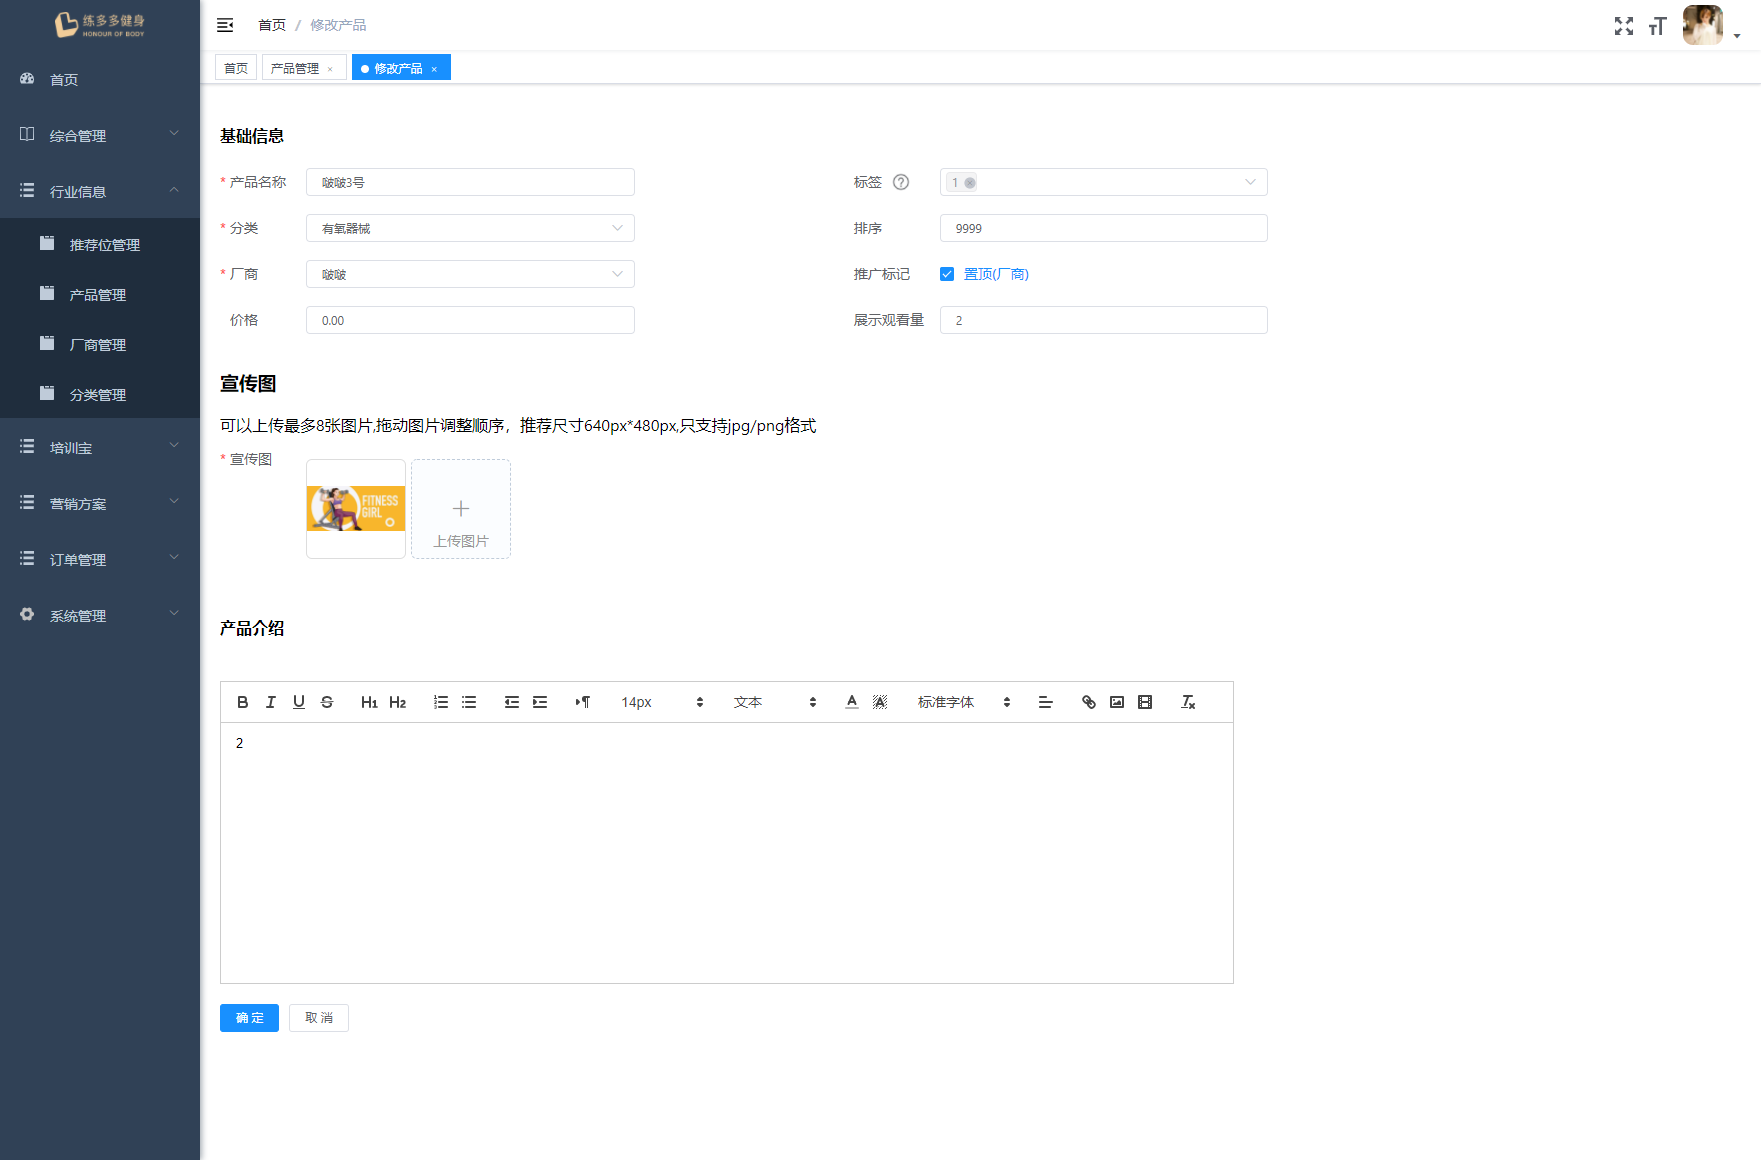 练多多健身
HONOUR OF BODY
首页
综合管理
行业信息
推荐位管理
产品管理
厂商管理
分类管理
培训宝
营销方案
订单管理
系统管理
首页 / 修改产品
首页
产品管理 ×
修改产品 ×
基础信息
* 产品名称 啵啵3号
标签 ? 1
* 分类 有氧器械
排序 9999
* 厂商 啵啵
推广标记 置顶(厂商)
价格 0.00
展示观看量 2
宣传图
可以上传最多8张图片,拖动图片调整顺序，推荐尺寸640px*480px,只支持jpg/png格式
* 宣传图
FITNESS
GIRL
上传图片
产品介绍
B I U S H1 H2 14px 文本 A A 标准字体
2
确 定
取 消